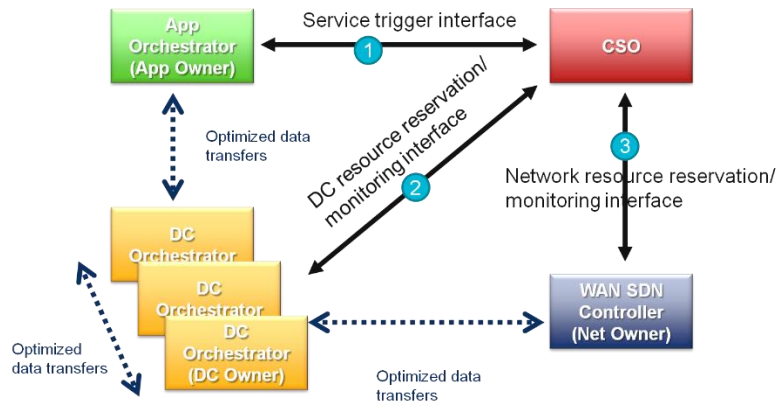 Service trigger interface
App
Orchestrator
(App Owner)
1
CSO
Optimized data
transfers
DC resource reservation/
monitoring interface
2
3
Network resource reservation/
monitoring interface
DC
Orchestrator
DC
Orchestrator
DC
Orchestrator
(DC Owner)
WAN SDN
Controller
(Net Owner)
Optimized
data transfers
Optimized data
transfers